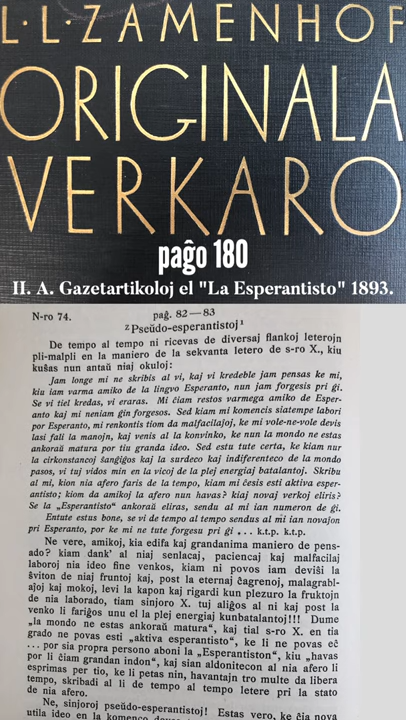 L·L·ZAMENHOF
ORIGINALA
VERKARO
paĝo 180
II. A. Gazetartikoloj el "La Esperantisto" 1893.
N-ro 74. paĝ. 82—83
²Pseŭdo-esperantistoj¹
De tempo al tempo ni ricevas de diversaj flankoj leterojn
pli-malpli en la maniero de la sekvanta letero de s-ro X., kiu
kuŝas nun antaŭ niaj okuloj:
Jam longe mi ne skribis al vi, kaj vi kredeble jam pensas ke mi,
kiu iam varma amiko de la lingvo Esperanto, nun jam forgesis pri ĝi.
Se vi tiel kredas, vi eraras. Mi ĉiam restos varmega amiko de Esper-
anto kaj mi neniam ĝin forgesos. Sed kiam mi komencis siatempe labori
por Esperanto, mi renkontis tiom da malfacilaĵoj, ke mi vole-ne-vole devis
lasi fali la manojn, kaj venis al la konvinko, ke nun la mondo ne estas
ankoraŭ matura por tiu granda ideo. Sed estu tute certa, ke kiam nur
la cirkonstancoj ŝanĝiĝos kaj la surdeco kaj indiferenteco de la mondo
pasos, vi tuj vidos min en la vicoj de la plej energiaj batalantoj. Skribu
al mi, kion nia afero faris de la tempo, kiam mi ĉesis esti aktiva esper-
antisto; kiom da amikoj la afero nun havas? kiaj novaj verkoj eliris?
Se la „Esperantisto“ ankoraŭ eliras, sendu al mi ian numeron de ĝi.
Entute estus bone, se vi de tempo al tempo sendus al mi ian novaĵon
pri Esperanto, por ke mi ne tute forgesu pri ĝi . . . k.t.p. k.t.p.
Ne vere, amikoj, kia edifa kaj grandanima maniero de pens-
ado? kiam dank’ al niaj senlacaj, paciencaj kaj malfacilaj
laboroj nia ideo fine venkos, kiam ni povos iam deviŝi la
ŝviton de niaj fruntoj kaj, post la eternaj ĉagrenoj, malagrabl-
aĵoj kaj mokoj, levi la kapon kaj rigardi kun plezuro la fruktojn
de nia laborado, tiam sinjoro X. tuj aliĝos al ni kaj post la
venko li fariĝos unu el la plej energiaj kunbatalantoj!!! Dume
„la mondo ne estas ankoraŭ matura“, kaj tial s-ro X. en tia
grado ne povas esti „aktiva esperantisto“, ke li ne povas eĉ
. . . por sia propra persono aboni la „Esperantiston“, kiu „havas
por li ĉiam grandan indon“, kaj sian aldonitecon al nia afero li
esprimas per tio, ke li petas nin, havantajn tro multe da libera
tempo, skribadi al li de tempo al tempo letere pri la stato
de nia afero.
Ne, sinjoroj pseŭdo-esperantistoj! Estas vero, ke ĉia nova
utila ideo en la komenco